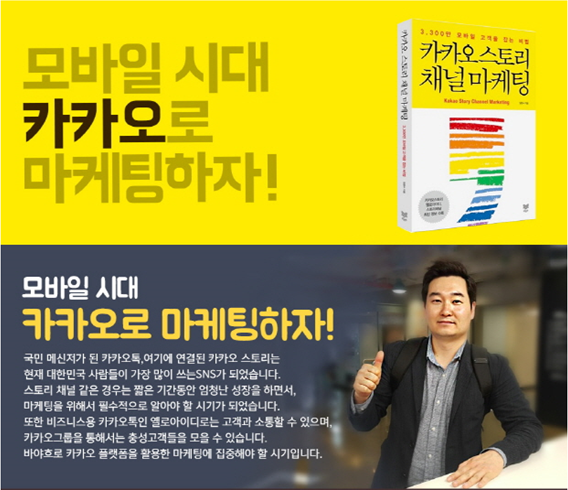 모바일 시대
카카오로
마케팅하자!
3,300만 모바일 고객을 잡는 비법
카카오스토리
채널 마케팅
Kakao Story Channel Marketing
카카오스토리 채널 마케팅
모바일 시대
카카오로 마케팅하자!
국민 메신저가 된 카카오톡,여기에 연결된 카카오 스토리는
현재 대한민국 사람들이 가장 많이 쓰는SNS가 되었습니다.
스토리 채널 같은 경우는 짧은 기간동안 엄청난 성장을 하면서,
마케팅을 위해서 필수적으로 알아야 할 시기가 되었습니다.
또한 비즈니스용 카카오톡인 옐로아이디로는 고객과 소통할 수 있으며,
카카오그룹을 통해서는 충성고객들을 모을 수 있습니다.
바야흐로 카카오 플랫폼을 활용한 마케팅에 집중해야 할 시기입니다.